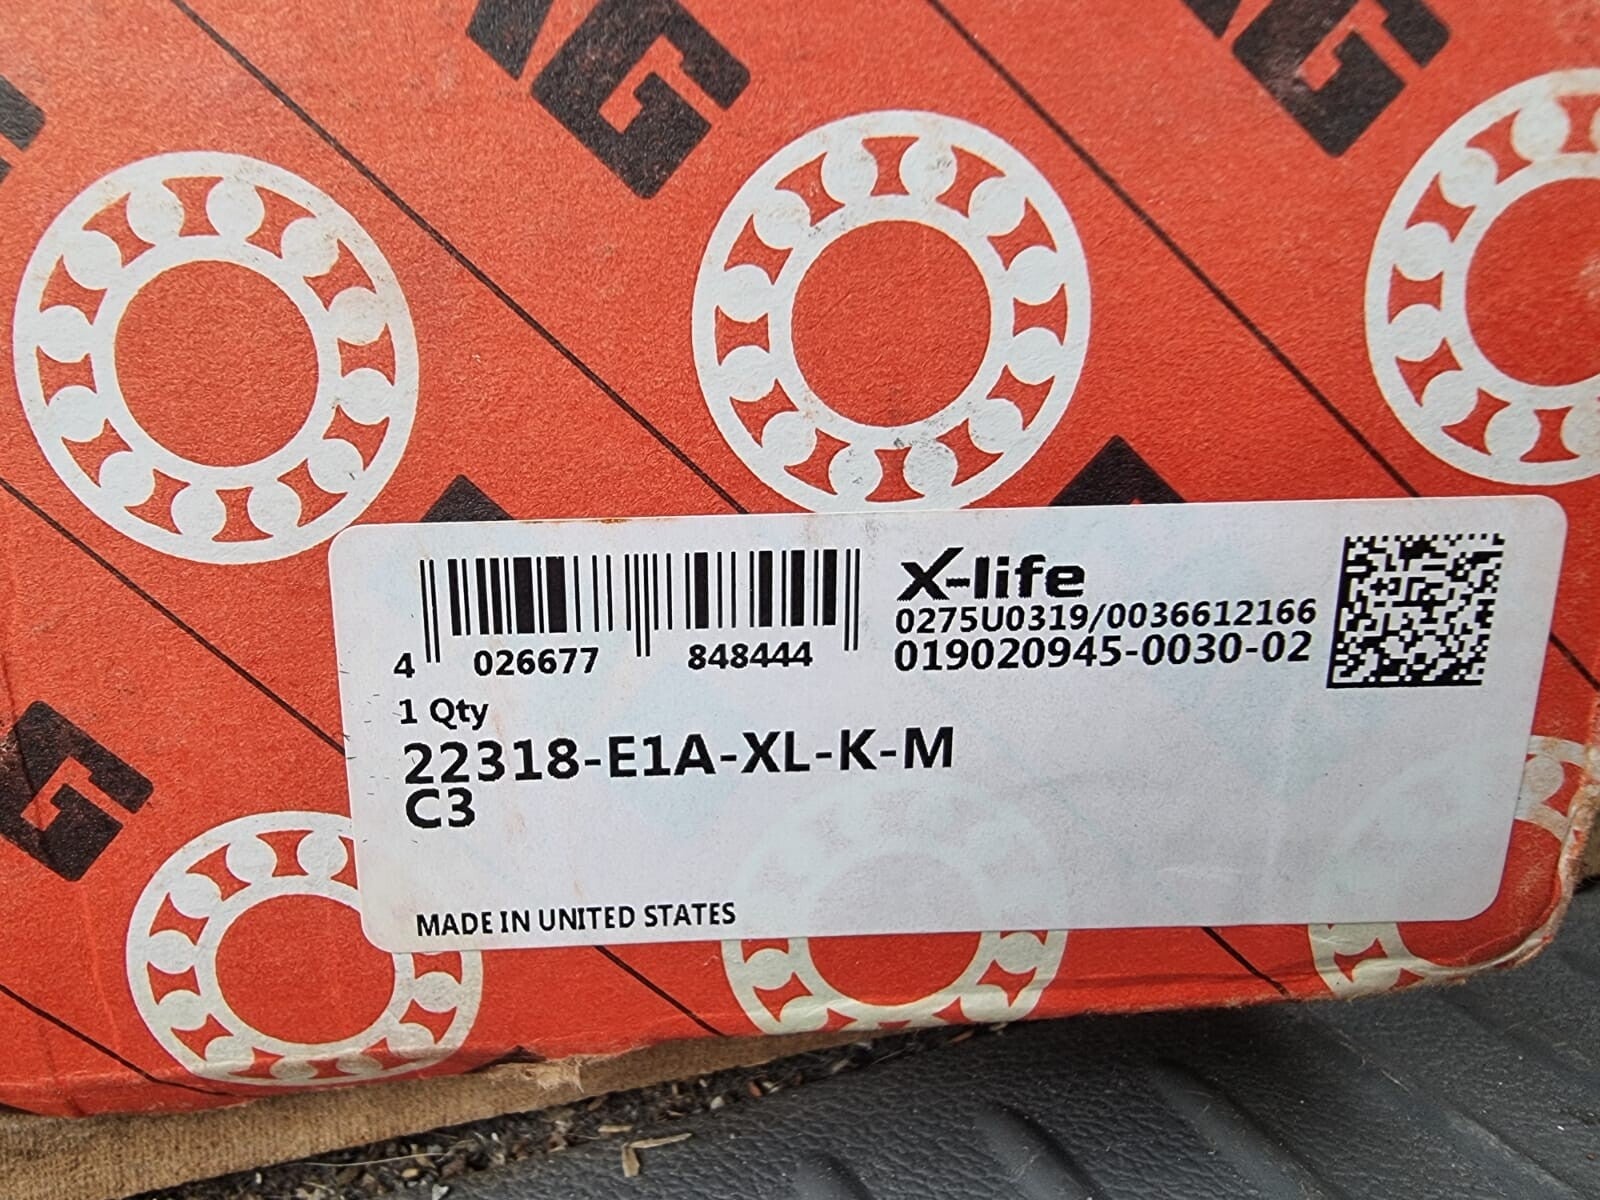 AG
G
G
X-life
0275U0319/0036612166
019020945-0030-02
4 026677 848444
1 Qty
22318-E1A-XL-K-M
C3
MADE IN UNITED STATES